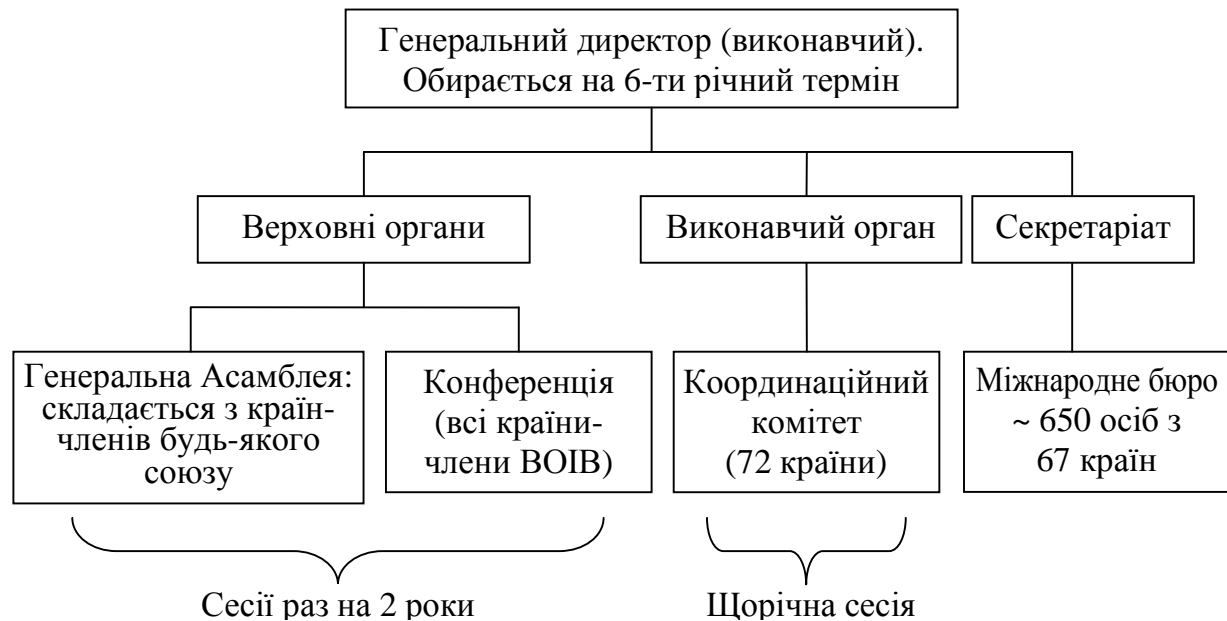 Генеральний директор (виконавчий).
Обирається на 6-ти річний термін
Верховні органи
Виконавчий орган
Секретаріат
Генеральна Асамблея:
складається з країн-
членів будь-якого
союзу
Конференція
(всі країни-
члени ВОІВ)
Координаційний
комітет
(72 країни)
Міжнародне бюро
~ 650 осіб з
67 країн
Сесії раз на 2 роки
Щорічна сесія